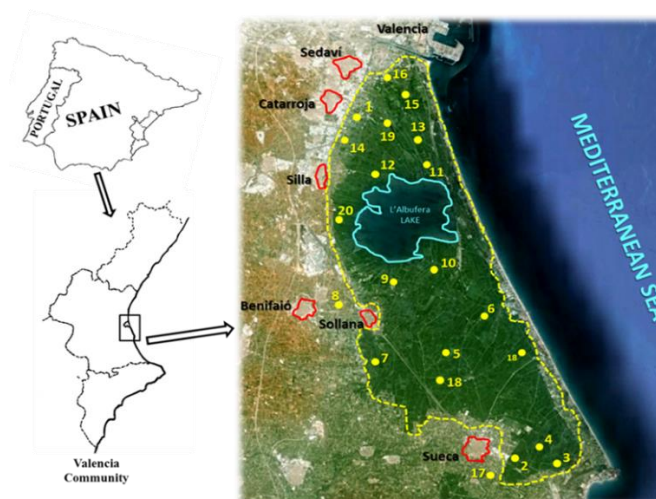 Valencia
Sedaví
16
15
Catarroja
1
19
13
14
12
11
Silla
20
L'Albufera
LAKE
MEDITERRANEAN SEA
PORTUGAL
SPAIN
10
9
8
Benifaió
Sollana
6
5
18
7
18
Sueca
4
2
3
17
Valencia
Community